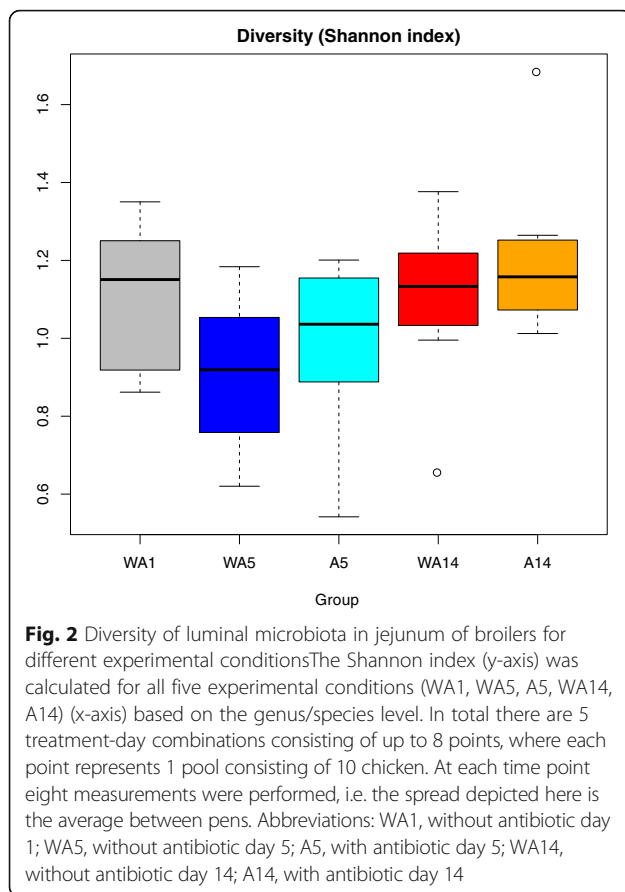 Diversity (Shannon index)
1.6
1.4
1.2
1.0
0.8
0.6
WA1 WA5 A5 WA14 A14
Group
Fig. 2 Diversity of luminal microbiota in jejunum of broilers for
different experimental conditionsThe Shannon index (y-axis) was
calculated for all five experimental conditions (WA1, WA5, A5, WA14,
A14) (x-axis) based on the genus/species level. In total there are 5
treatment-day combinations consisting of up to 8 points, where each
point represents 1 pool consisting of 10 chicken. At each time point
eight measurements were performed, i.e. the spread depicted here is
the average between pens. Abbreviations: WA1, without antibiotic day
1; WA5, without antibiotic day 5; A5, with antibiotic day 5; WA14,
without antibiotic day 14; A14, with antibiotic day 14